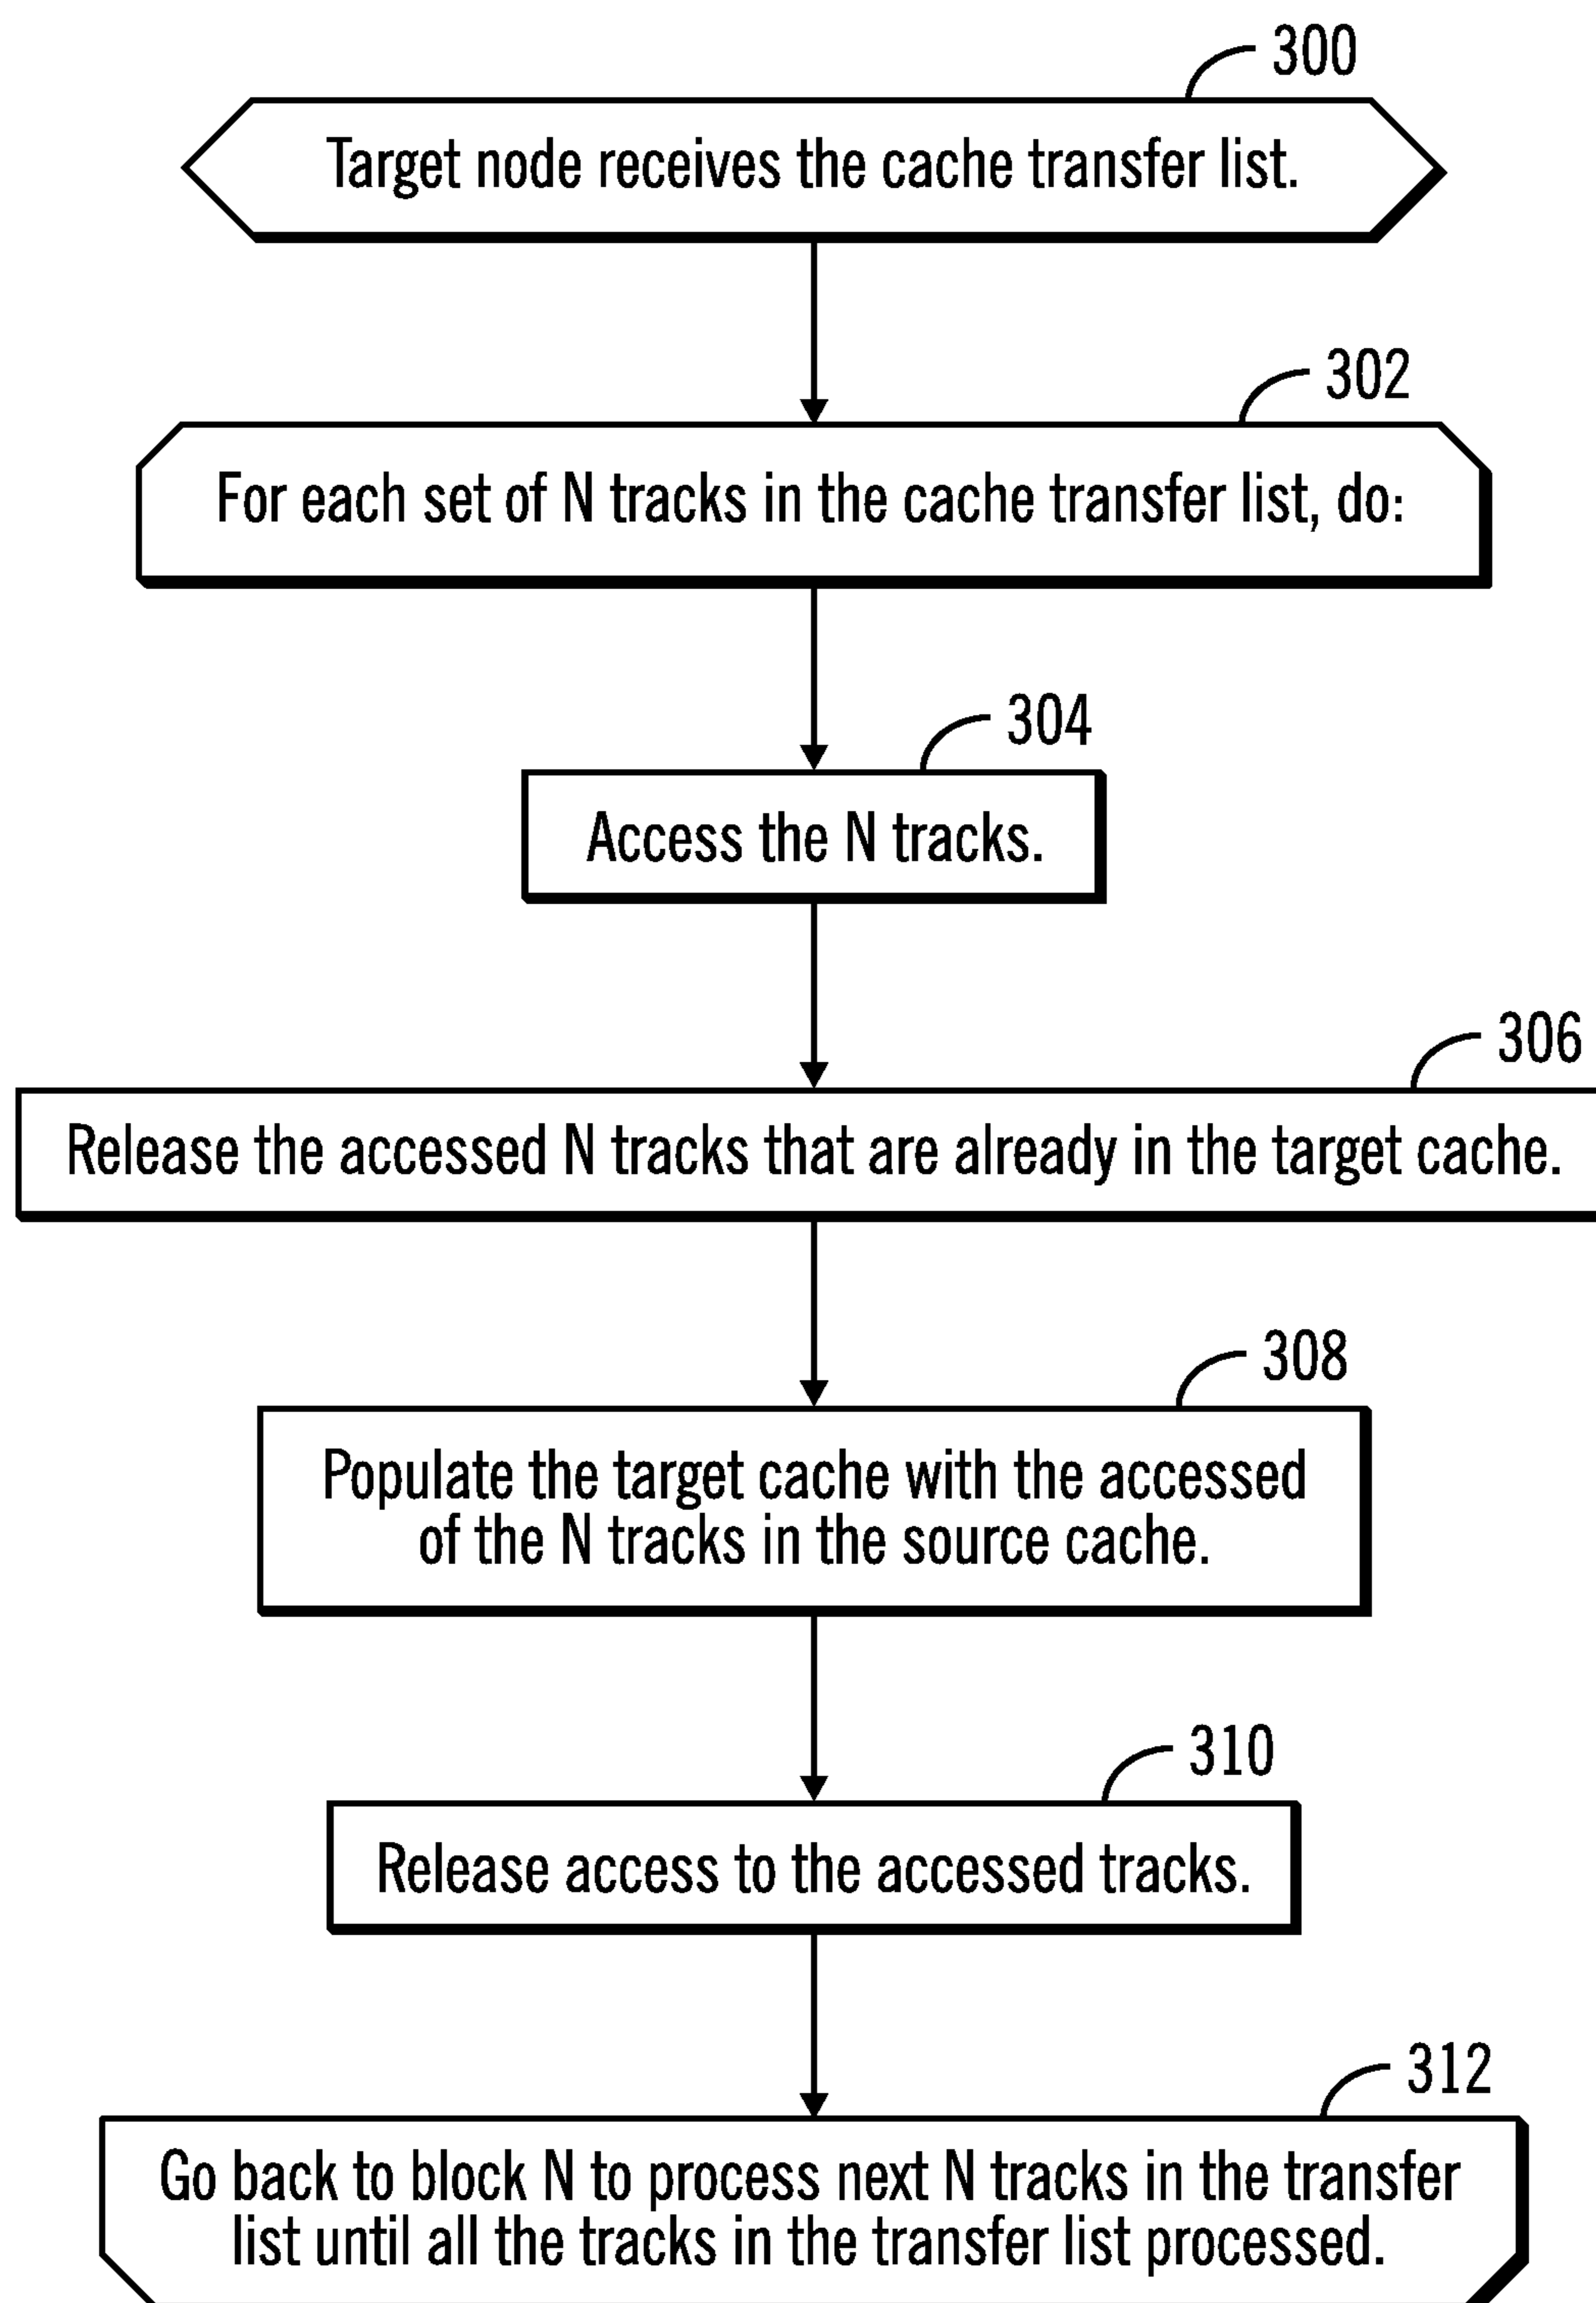 300
Target node receives the cache transfer list.
302
For each set of N tracks in the cache transfer list, do:
304
Access the N tracks.
306
Release the accessed N tracks that are already in the target cache.
308
Populate the target cache with the accessed
of the N tracks in the source cache.
310
Release access to the accessed tracks.
312
Go back to block N to process next N tracks in the transfer
list until all the tracks in the transfer list processed.